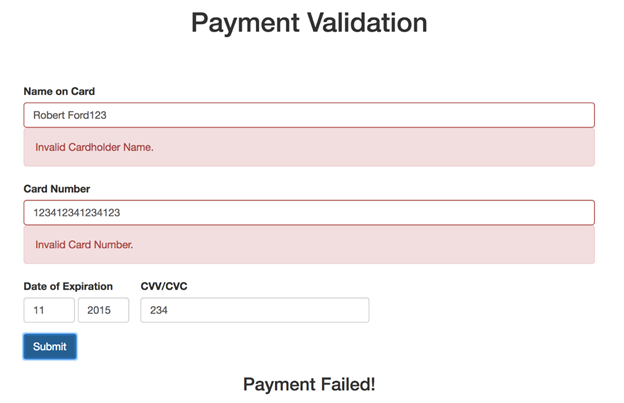 Payment Validation
Name on Card
Robert Ford123
Invalid Cardholder Name.
Card Number
123412341234123
Invalid Card Number.
Date of Expiration CVV/CVC
11 2015 234
Submit
Payment Failed!